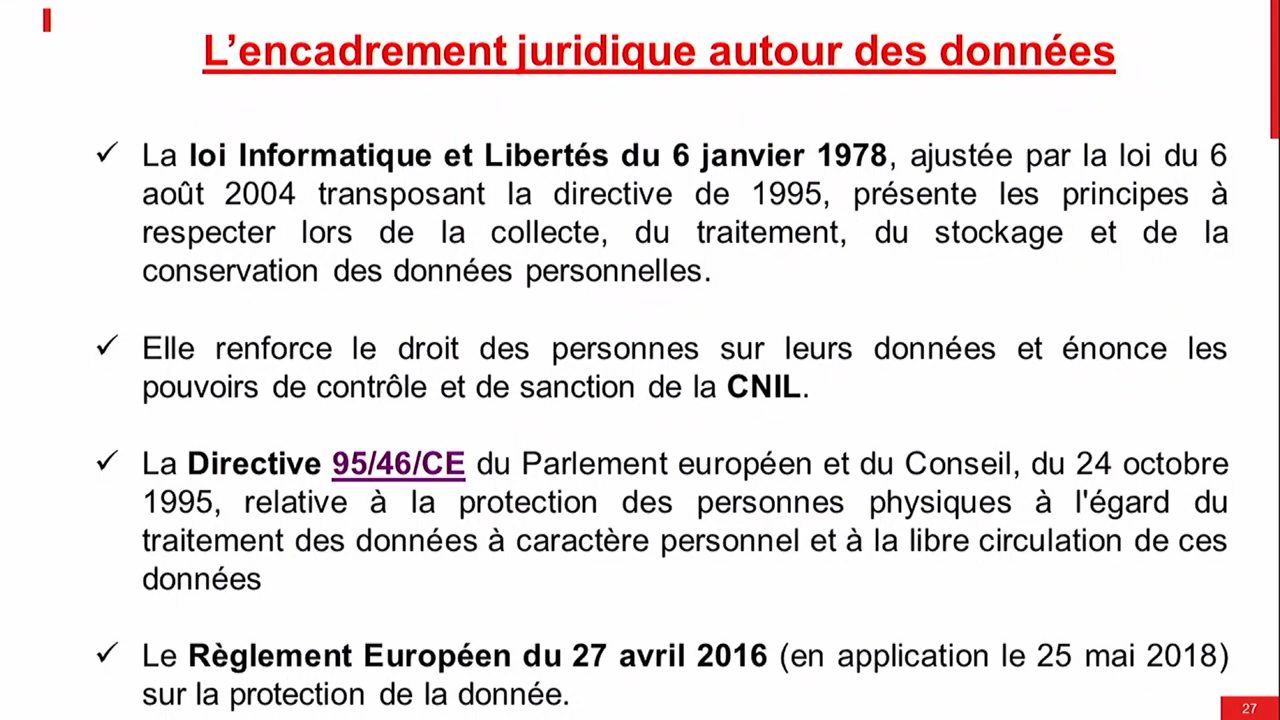 L’encadrement juridique autour des données
✓ La loi Informatique et Libertés du 6 janvier 1978, ajustée par la loi du 6
août 2004 transposant la directive de 1995, présente les principes à
respecter lors de la collecte, du traitement, du stockage et de la
conservation des données personnelles.
✓ Elle renforce le droit des personnes sur leurs données et énonce les
pouvoirs de contrôle et de sanction de la CNIL.
✓ La Directive 95/46/CE du Parlement européen et du Conseil, du 24 octobre
1995, relative à la protection des personnes physiques à l'égard du
traitement des données à caractère personnel et à la libre circulation de ces
données
✓ Le Règlement Européen du 27 avril 2016 (en application le 25 mai 2018)
sur la protection de la donnée.
27